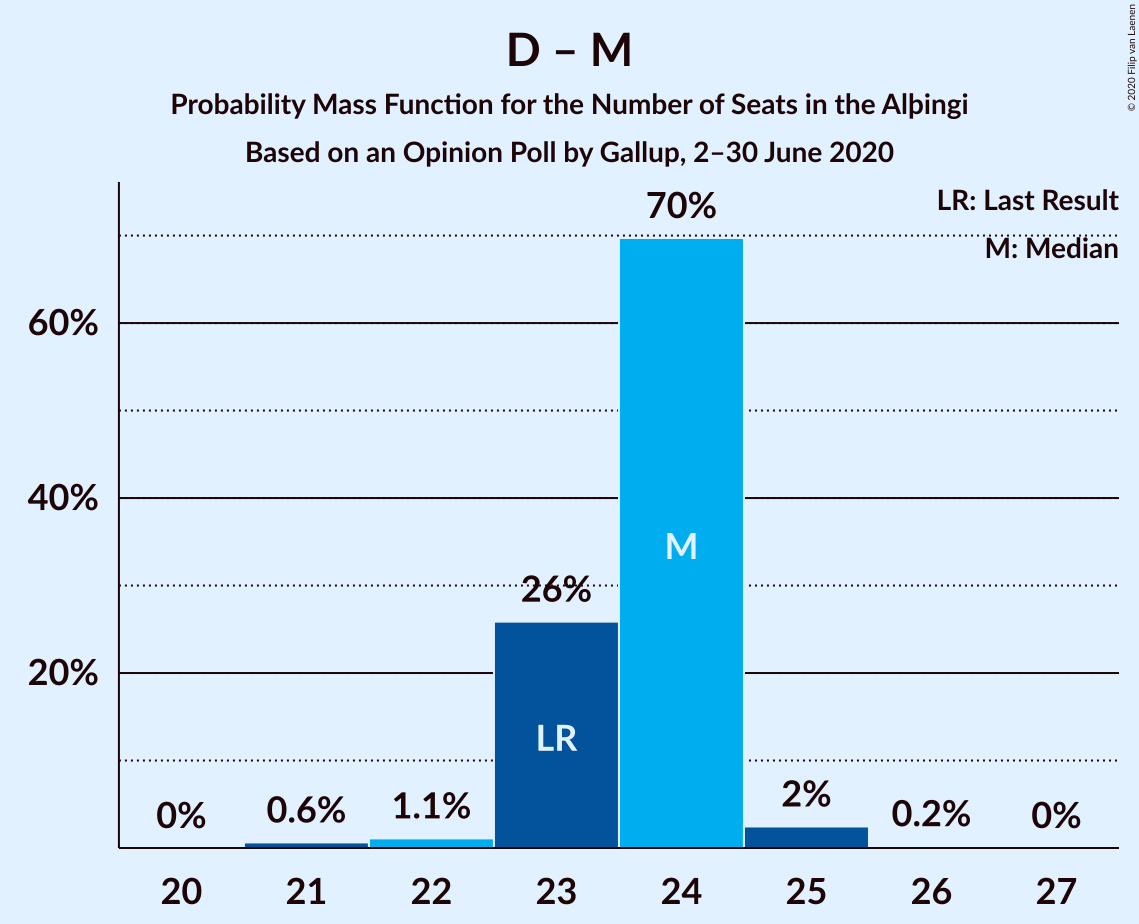 D – M
Probability Mass Function for the Number of Seats in the Alþingi
Based on an Opinion Poll by Gallup, 2–30 June 2020
© 2020 Filip van Laenen
LR: Last Result
M: Median
70%
60%
40%
20%
M
26%
LR
0%
0.6%
1.1%
2%
0.2%
0%
20 21 22 23 24 25 26 27